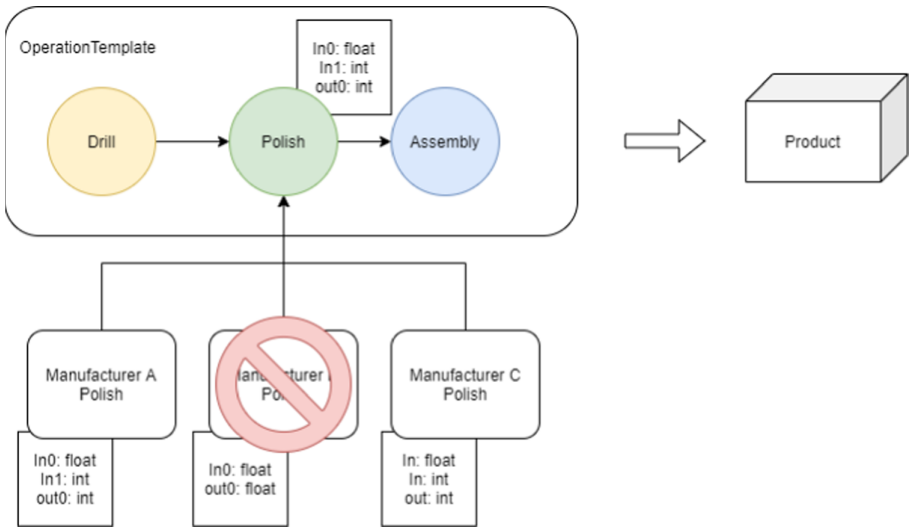 OperationTemplate
In0: float
In1: int
out0: int
Drill
Polish
Assembly
Product
Manufacturer A
Polish
Manufacturer C
Polish
In0: float
In1: int
out0: int
In0: float
out0: float
In: float
In: int
out: int